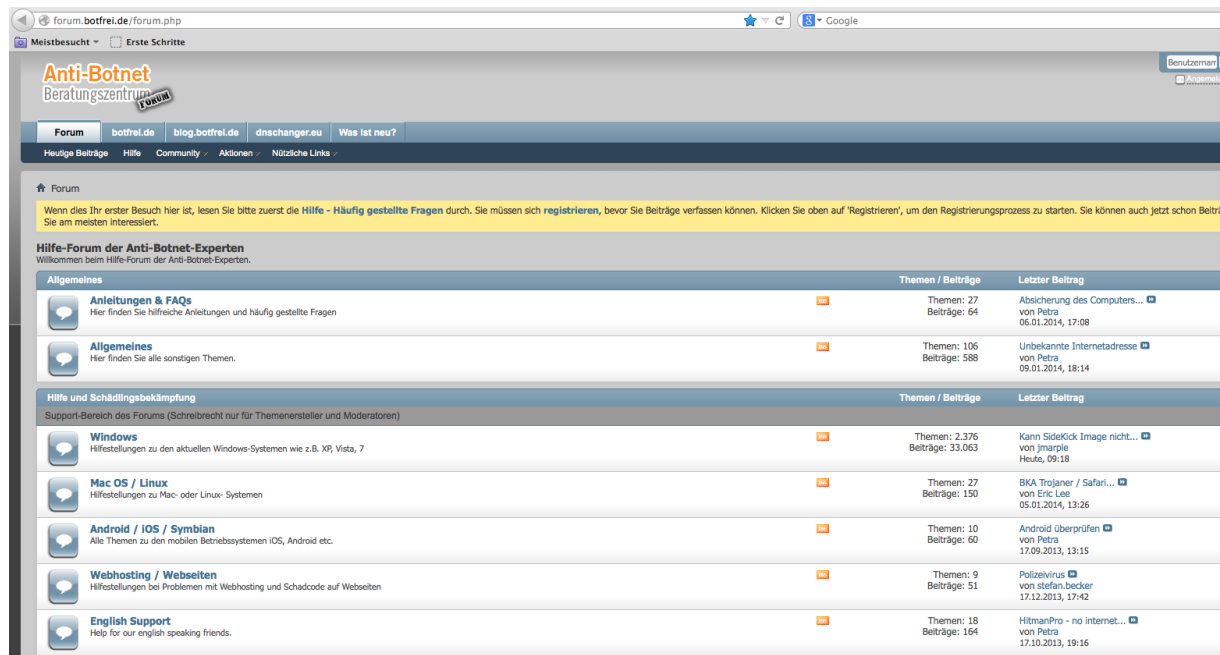 forum.botfrei.de/forum.php
Google
Meistbesucht
Erste Schritte
Anti-Botnet
Beratungszentrum
FORUM
Benutzernam
Angemeld
Forum botfrei.de blog.botfrei.de dnschanger.eu Was ist neu?
Heutige Beiträge Hilfe Community Aktionen Nützliche Links
Forum
Wenn dies Ihr erster Besuch hier ist, lesen Sie bitte zuerst die Hilfe - Häufig gestellte Fragen durch. Sie müssen sich registrieren, bevor Sie Beiträge verfassen können. Klicken Sie oben auf 'Registrieren', um den Registrierungsprozess zu starten. Sie können auch jetzt schon Beiträ
Sie am meisten interessiert.
Hilfe-Forum der Anti-Botnet-Experten
Willkommen beim Hilfe-Forum der Anti-Botnet-Experten.
Allgemeines Themen / Beiträge Letzter Beitrag
Anleitungen & FAQs
Hier finden Sie hilfreiche Anleitungen und häufig gestellte Fragen
Themen: 27
Beiträge: 64
Absicherung des Computers...
von Petra
06.01.2014, 17:08
Allgemeines
Hier finden Sie alle sonstigen Themen.
Themen: 106
Beiträge: 588
Unbekannte Internetadresse
von Petra
09.01.2014, 18:14
Hilfe und Schädlingsbekämpfung Themen / Beiträge Letzter Beitrag
Support-Bereich des Forums (Schreibrecht nur für Themenersteller und Moderatoren)
Windows
Hilfestellungen zu den aktuellen Windows-Systemen wie z.B. XP, Vista, 7
Themen: 2.376
Beiträge: 33.063
Kann SideKick Image nicht...
von jmarple
Heute, 09:18
Mac OS / Linux
Hilfestellungen zu Mac- oder Linux- Systemen
Themen: 27
Beiträge: 150
BKA Trojaner / Safari...
von Eric Lee
05.01.2014, 13:26
Android / iOS / Symbian
Alle Themen zu den mobilen Betriebssystemen iOS, Android etc.
Themen: 10
Beiträge: 60
Android überprüfen
von Petra
17.09.2013, 13:15
Webhosting / Webseiten
Hilfestellungen bei Problemen mit Webhosting und Schadcode auf Webseiten
Themen: 9
Beiträge: 51
Polizeivirus
von stefan.becker
17.12.2013, 17:42
English Support
Help for our english speaking friends.
Themen: 18
Beiträge: 164
HitmanPro - no internet...
von Petra
17.10.2013, 19:16